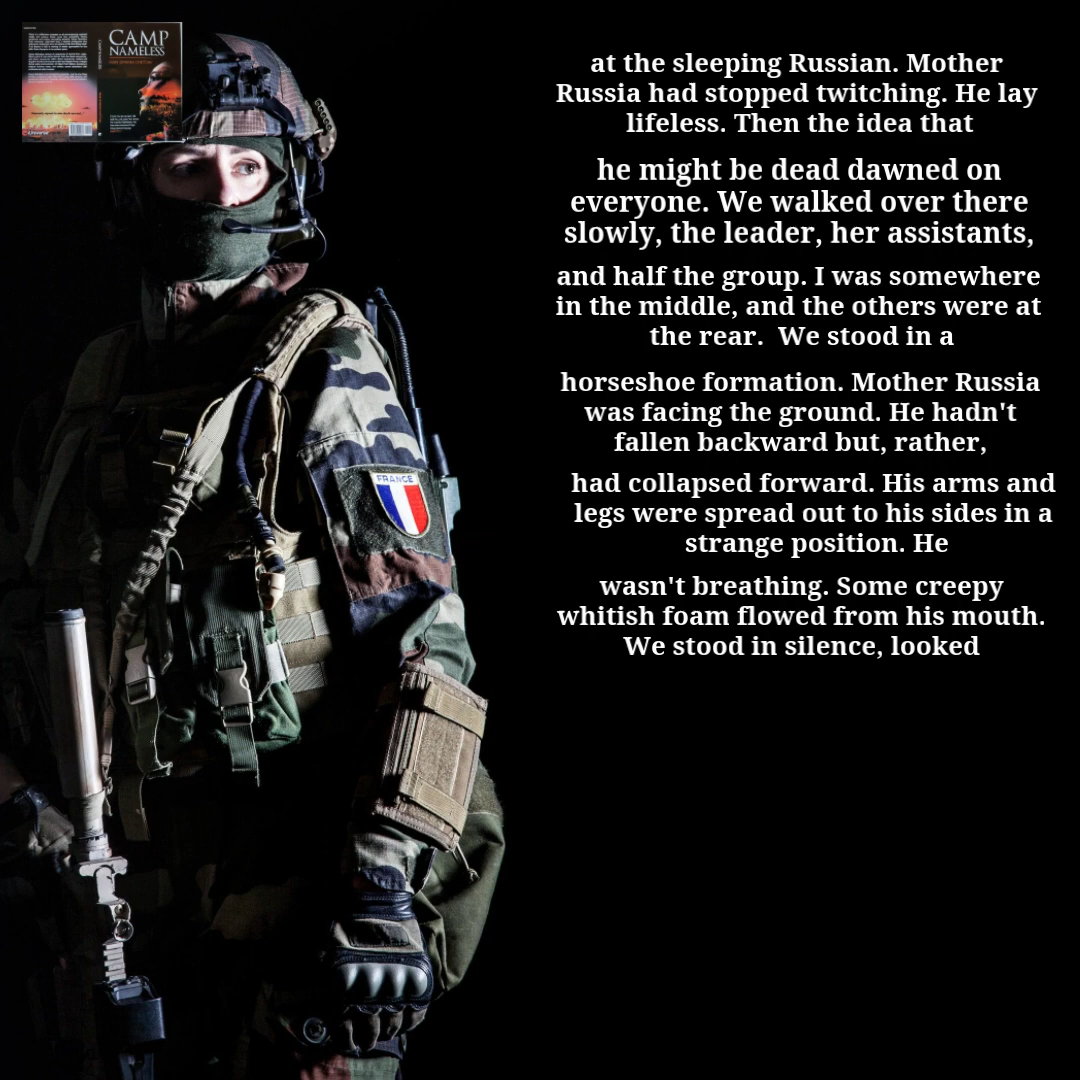 CAMP
NAMELESS
at the sleeping Russian. Mother
Russia had stopped twitching. He lay
lifeless. Then the idea that
he might be dead dawned on
everyone. We walked over there
slowly, the leader, her assistants,
and half the group. I was somewhere
in the middle, and the others were at
the rear.  We stood in a
horseshoe formation. Mother Russia
was facing the ground. He hadn't
fallen backward but, rather,
had collapsed forward. His arms and
legs were spread out to his sides in a
strange position. He
wasn't breathing. Some creepy
whitish foam flowed from his mouth.
We stood in silence, looked
FRANCE